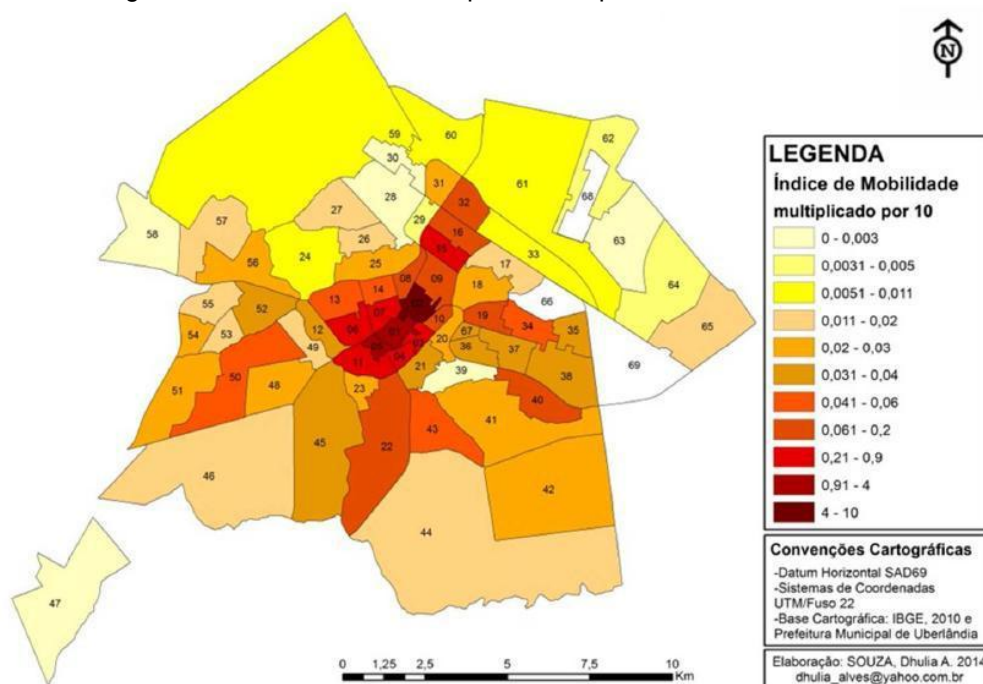 N
LEGENDA
Índice de Mobilidade
multiplicado por 10
0 - 0,003
0,0031 - 0,005
0,0051 - 0,011
0,011 - 0,02
0,02 - 0,03
0,031 - 0,04
0,041 - 0,06
0,061 - 0,2
0,21 - 0,9
0,91 - 4
4 - 10
Convenções Cartográficas
-Datum Horizontal SAD69
-Sistemas de Coordenadas
UTM/Fuso 22
-Base Cartográfica: IBGE, 2010 e
Prefeitura Municipal de Uberlândia
Elaboração: SOUZA, Dhulia A. 2014
dhulia_alves@yahoo.com.br
59
60
62
30
31
61
68
28
32
27
57
29
16
63
58
26
15
33
24
25
17
64
56
08
09
18
14
66
65
55
52
13
07
10
19
34
35
54
53
12
06
67
20
49
05
04
36
37
69
50
11
21
39
38
51
48
23
40
45
22
43
41
46
42
44
47
0 1,25 2,5 5 7,5 10
Km